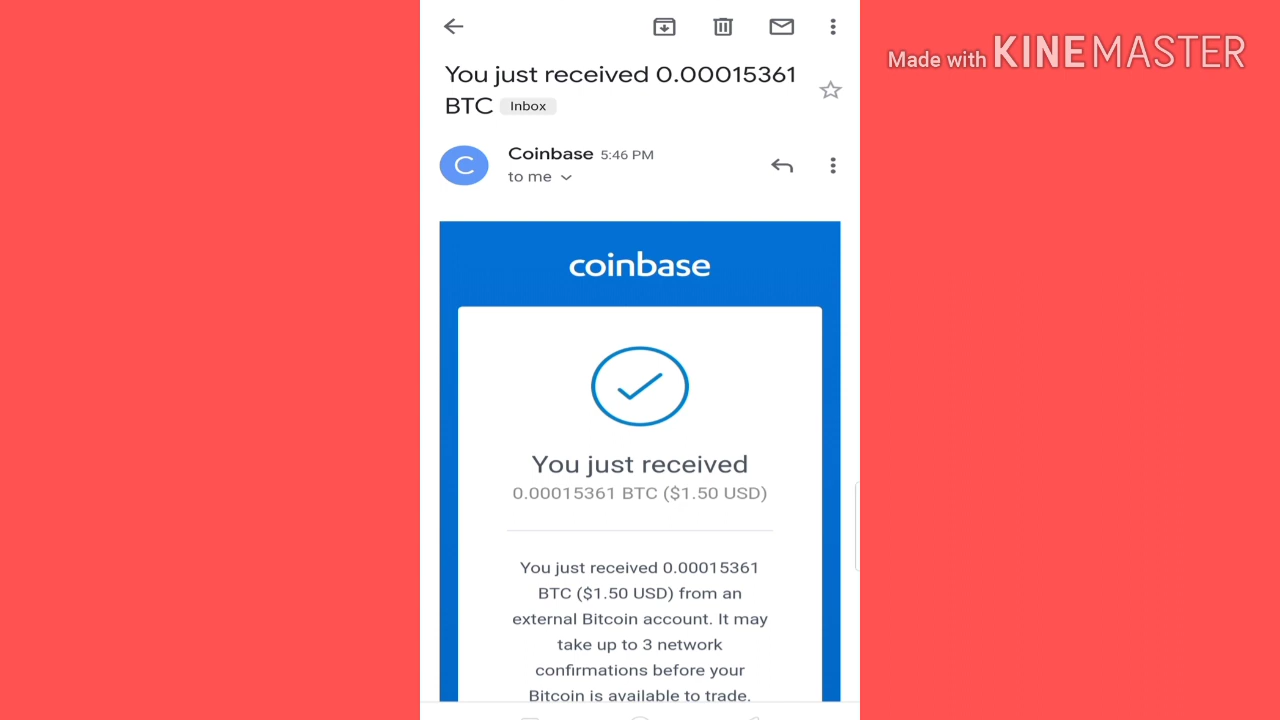 Made with KINEMASTER
You just received 0.00015361
BTC Inbox
Coinbase 5:46 PM
C
to me
coinbase
You just received
0.00015361 BTC ($1.50 USD)
You just received 0.00015361
BTC ($1.50 USD) from an
external Bitcoin account. It may
take up to 3 network
confirmations before your
Bitcoin is available to trade.